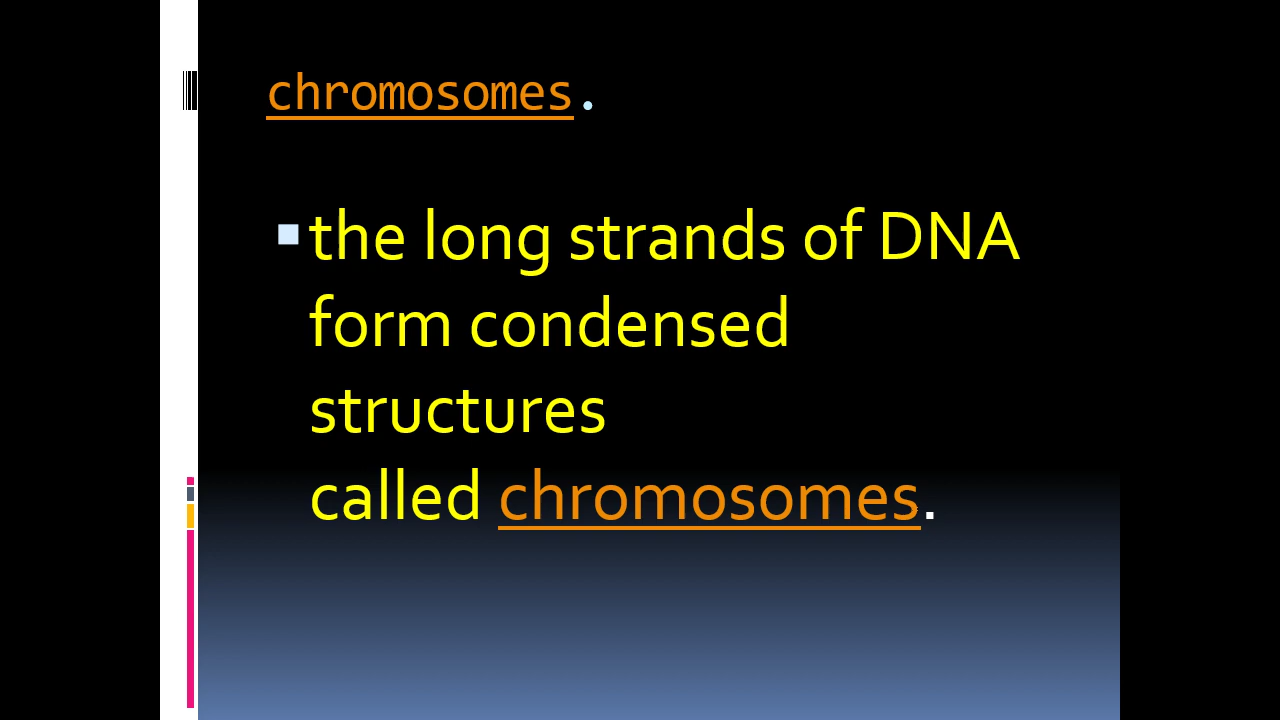 chromosomes.
the long strands of DNA
form condensed
structures
called chromosomes.